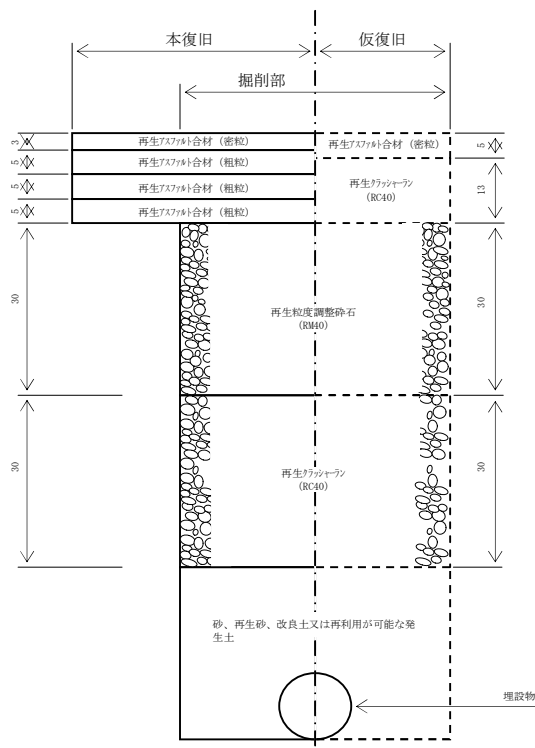 本復旧
仮復旧
掘削部
3
再生アスファルト合材（密粒）
再生アスファルト合材（密粒）
5
5
再生アスファルト合材（粗粒）
5
再生アスファルト合材（粗粒）
再生クラッシャーラン
(RC40)
13
5
再生アスファルト合材（粗粒）
30
再生粒度調整砕石
(RM40)
30
30
再生クラッシャーラン
(RC40)
30
砂、再生砂、改良土又は再利用が可能な発
生土
埋設物